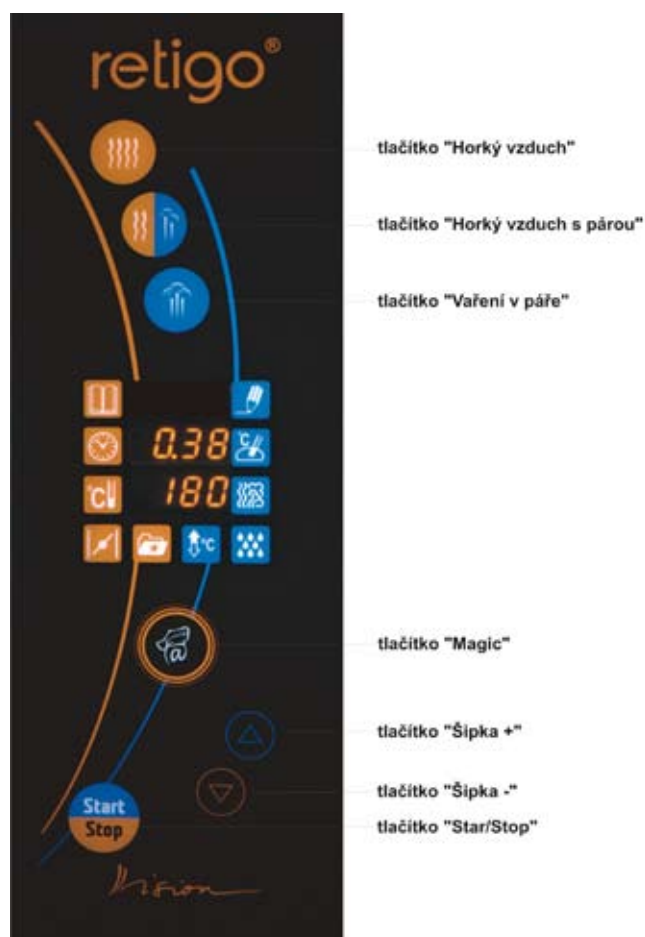 retigo®
tlačítko "Horký vzduch"
tlačítko "Horký vzduch s párou"
tlačítko "Vaření v páře"
0.38
°C
180
°C
°C
@
tlačítko "Magic"
tlačítko "Šipka +"
tlačítko "Šipka -"
Start
Stop
tlačítko "Star/Stop"
Vision